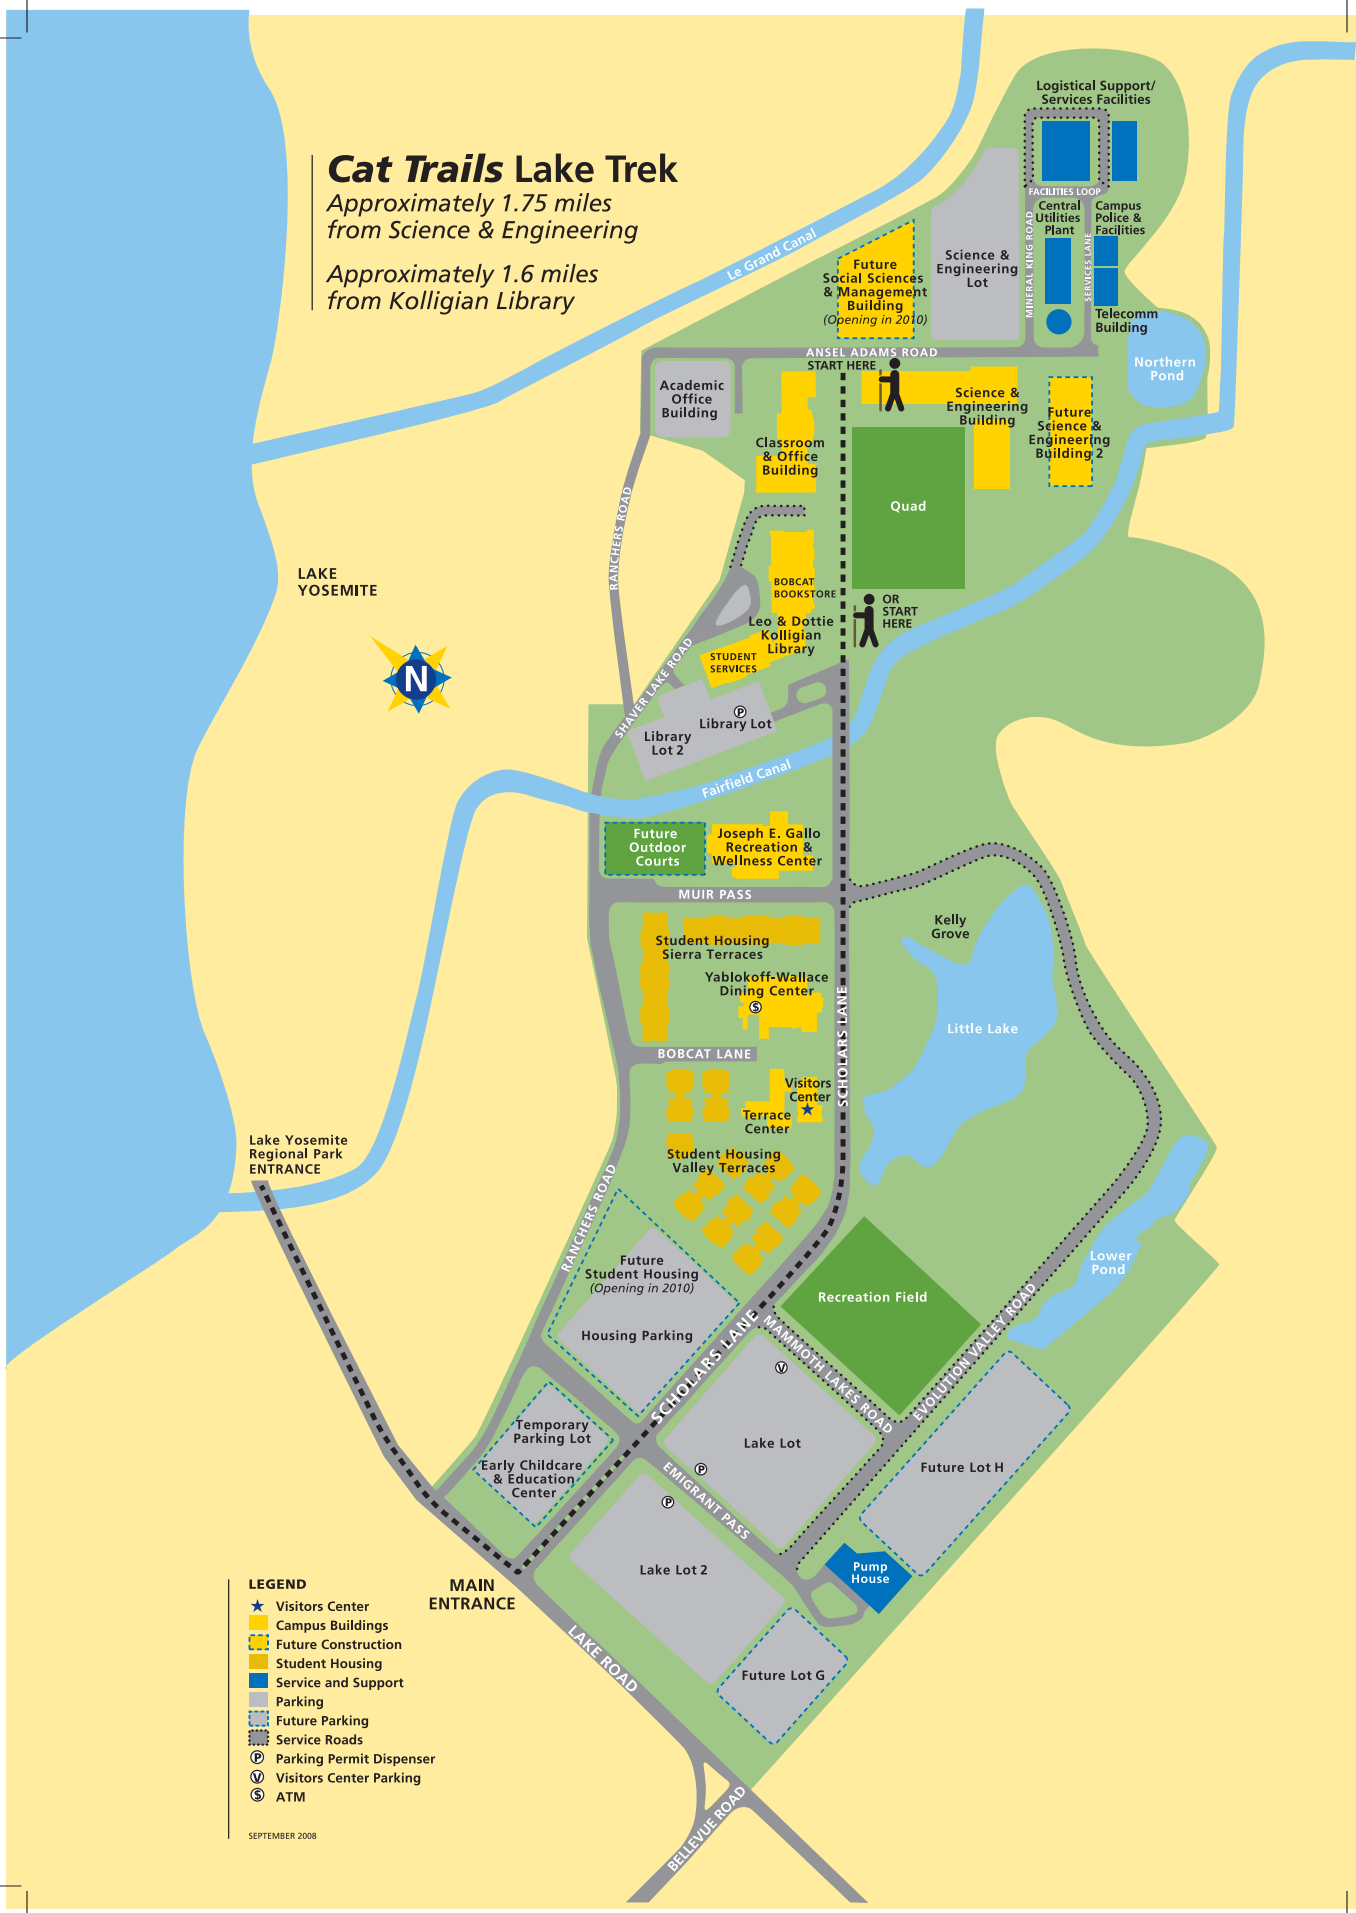 Logistical Support/
Services Facilities
Cat Trails Lake Trek
Approximately 1.75 miles
from Science & Engineering
Approximately 1.6 miles
from Kolligian Library
Le Grand Canal
FACILITIES LOOP
Central
Utilities
Plant
Campus
Police &
Facilities
MINERAL KING ROAD
SERVICES LANE
Science &
Engineering
Lot
Future
Social Sciences
& Management
Building
(Opening in 2010)
Telecomm
Building
Northern
Pond
ANSEL ADAMS ROAD
START HERE
Academic
Office
Building
Science &
Engineering
Building
Future
Science &
Engineering
Building 2
Classroom
& Office
Building
Quad
RANCHERS ROAD
LAKE
YOSEMITE
BOBCAT
BOOKSTORE
OR
START
HERE
Leo & Dottie
Kolligian
Library
STUDENT
SERVICES
N
SHAVER LAKE ROAD
P
Library Lot
Library
Lot 2
Fairfield Canal
Future
Outdoor
Courts
Joseph E. Gallo
Recreation &
Wellness Center
MUIR PASS
Kelly
Grove
Student Housing
Sierra Terraces
Yablokoff-Wallace
Dining Center
$
SCHOLARS LANE
Little Lake
BOBCAT LANE
Visitors
Center
Terrace
Center
Lake Yosemite
Regional Park
ENTRANCE
Student Housing
Valley Terraces
RANCHERS ROAD
Lower
Pond
Future
Student Housing
(Opening in 2010)
Recreation Field
Housing Parking
SCHOLARS LANE
MAMMOTH LAKES ROAD
EVOLUTION VALLEY ROAD
V
Temporary
Parking Lot
Lake Lot
Early Childcare
& Education
Center
P
EMIGRANT PASS
Future Lot H
P
Lake Lot 2
Pump
House
MAIN
ENTRANCE
LAKE ROAD
Future Lot G
BELLEVUE ROAD
LEGEND
Visitors Center
Campus Buildings
Future Construction
Student Housing
Service and Support
Parking
Future Parking
Service Roads
P Parking Permit Dispenser
V Visitors Center Parking
$ ATM
SEPTEMBER 2008